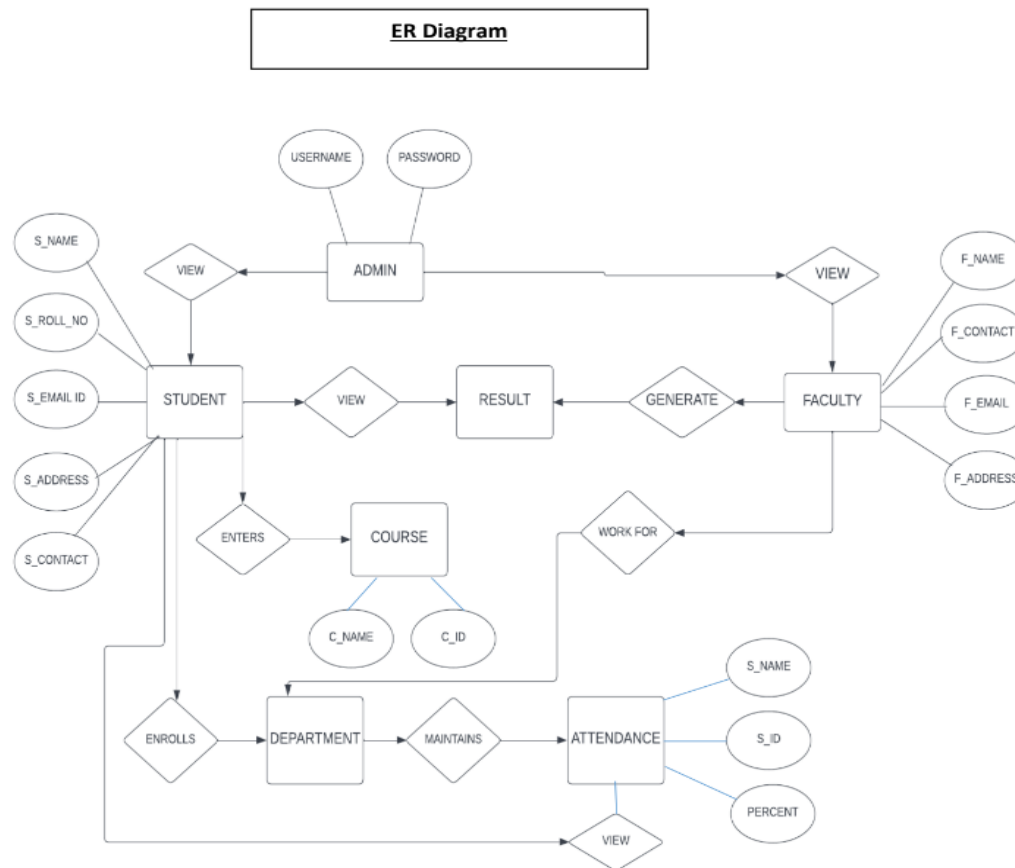 ER Diagram
USERNAME
PASSWORD
S_NAME
VIEW
ADMIN
VIEW
F_NAME
S_ROLL_NO
F_CONTACT
S_EMAIL ID
STUDENT
VIEW
RESULT
GENERATE
FACULTY
F_EMAIL
S_ADDRESS
F_ADDRESS
S_CONTACT
ENTERS
COURSE
WORK FOR
C_NAME
C_ID
S_NAME
ENROLLS
DEPARTMENT
MAINTAINS
ATTENDANCE
S_ID
PERCENT
VIEW